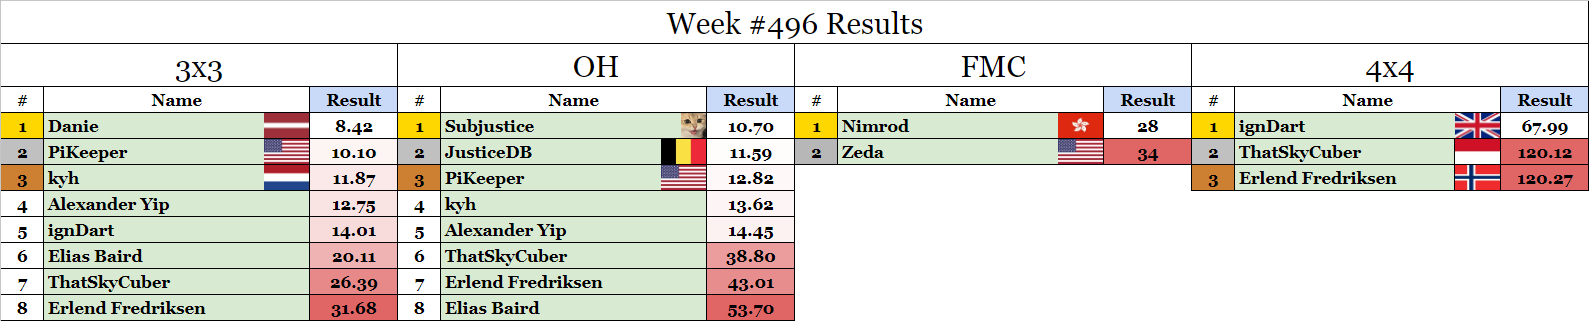 Week #496 Results
3x3 OH FMC 4x4
# Name Result # Name Result # Name Result # Name Result
1 Danie 8.42 1 Subjustice 10.70 1 Nimrod 28 1 ignDart 67.99
2 PiKeeper 10.10 2 JusticeDB 11.59 2 Zeda 34 2 ThatSkyCuber 120.12
3 kyh 11.87 3 PiKeeper 12.82 3 Erlend Fredriksen 120.27
4 Alexander Yip 12.75 4 kyh 13.62
5 ignDart 14.01 5 Alexander Yip 14.45
6 Elias Baird 20.11 6 ThatSkyCuber 38.80
7 ThatSkyCuber 26.39 7 Erlend Fredriksen 43.01
8 Erlend Fredriksen 31.68 8 Elias Baird 53.70